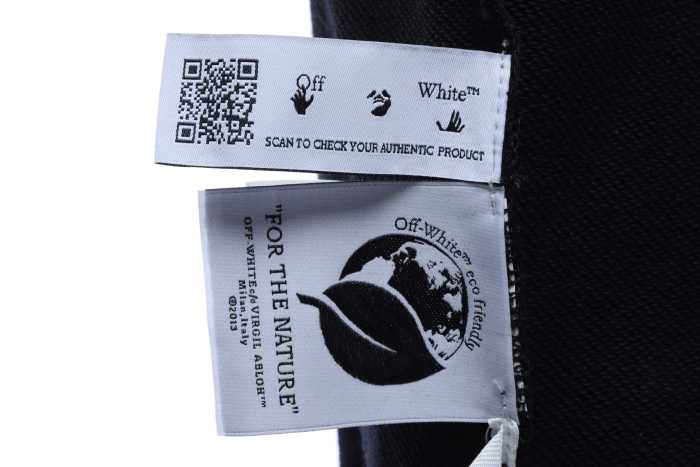 Off
White™
SCAN TO CHECK YOUR AUTHENTIC PRODUCT
Off-White™ eco friendly
"FOR THE NATURE"
OFF-WHITE c/o VIRGIL ABLOH™
Milan, Italy
©2013